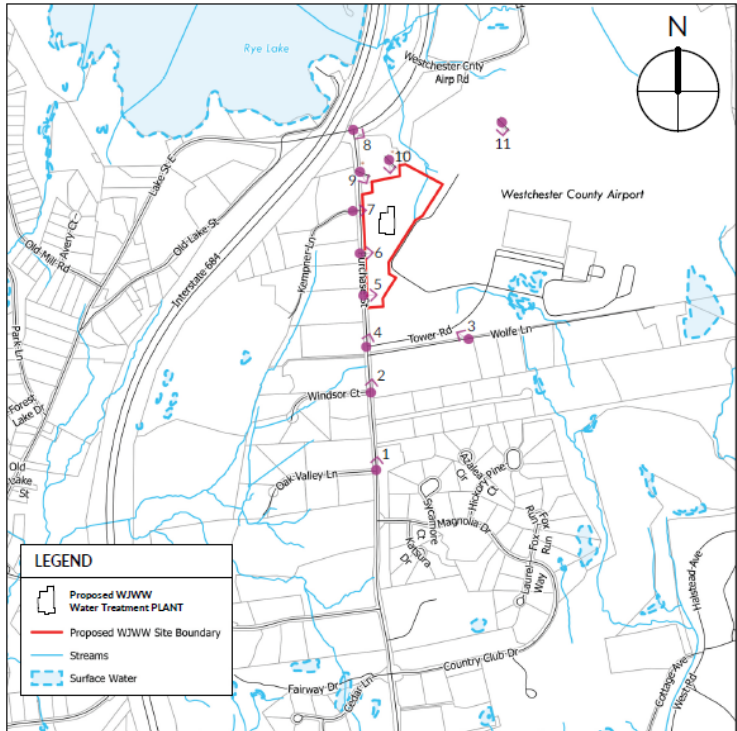 N
Rye Lake
Westchester Cnty
Airp Rd
8
11
10
9
Lake St E
Westchester County Airport
7
Avery Ct
Old Lake St
Old Mill Rd
Kempner Ln
6
Interstate 684
5
Park Ln
4
Tower Rd
3
Wolfe Ln
2
Windsor Ct
Forest
Lake Dr
1
Old
Lake
St
Oak Valley Ln
Azalea
Cir
Hickory Pine
Ct
Sycamore
Ct
Magnolia Dr
Katsura
Dr
Fox
Run
Fox
Run
Laurel
Way
Halstead Ave
LEGEND
Proposed WJWW
Water Treatment PLANT
Proposed WJWW Site Boundary
Streams
Surface Water
Country Club Dr
Fairway Dr
Cedar Ln
Cottage Ave
West Rd